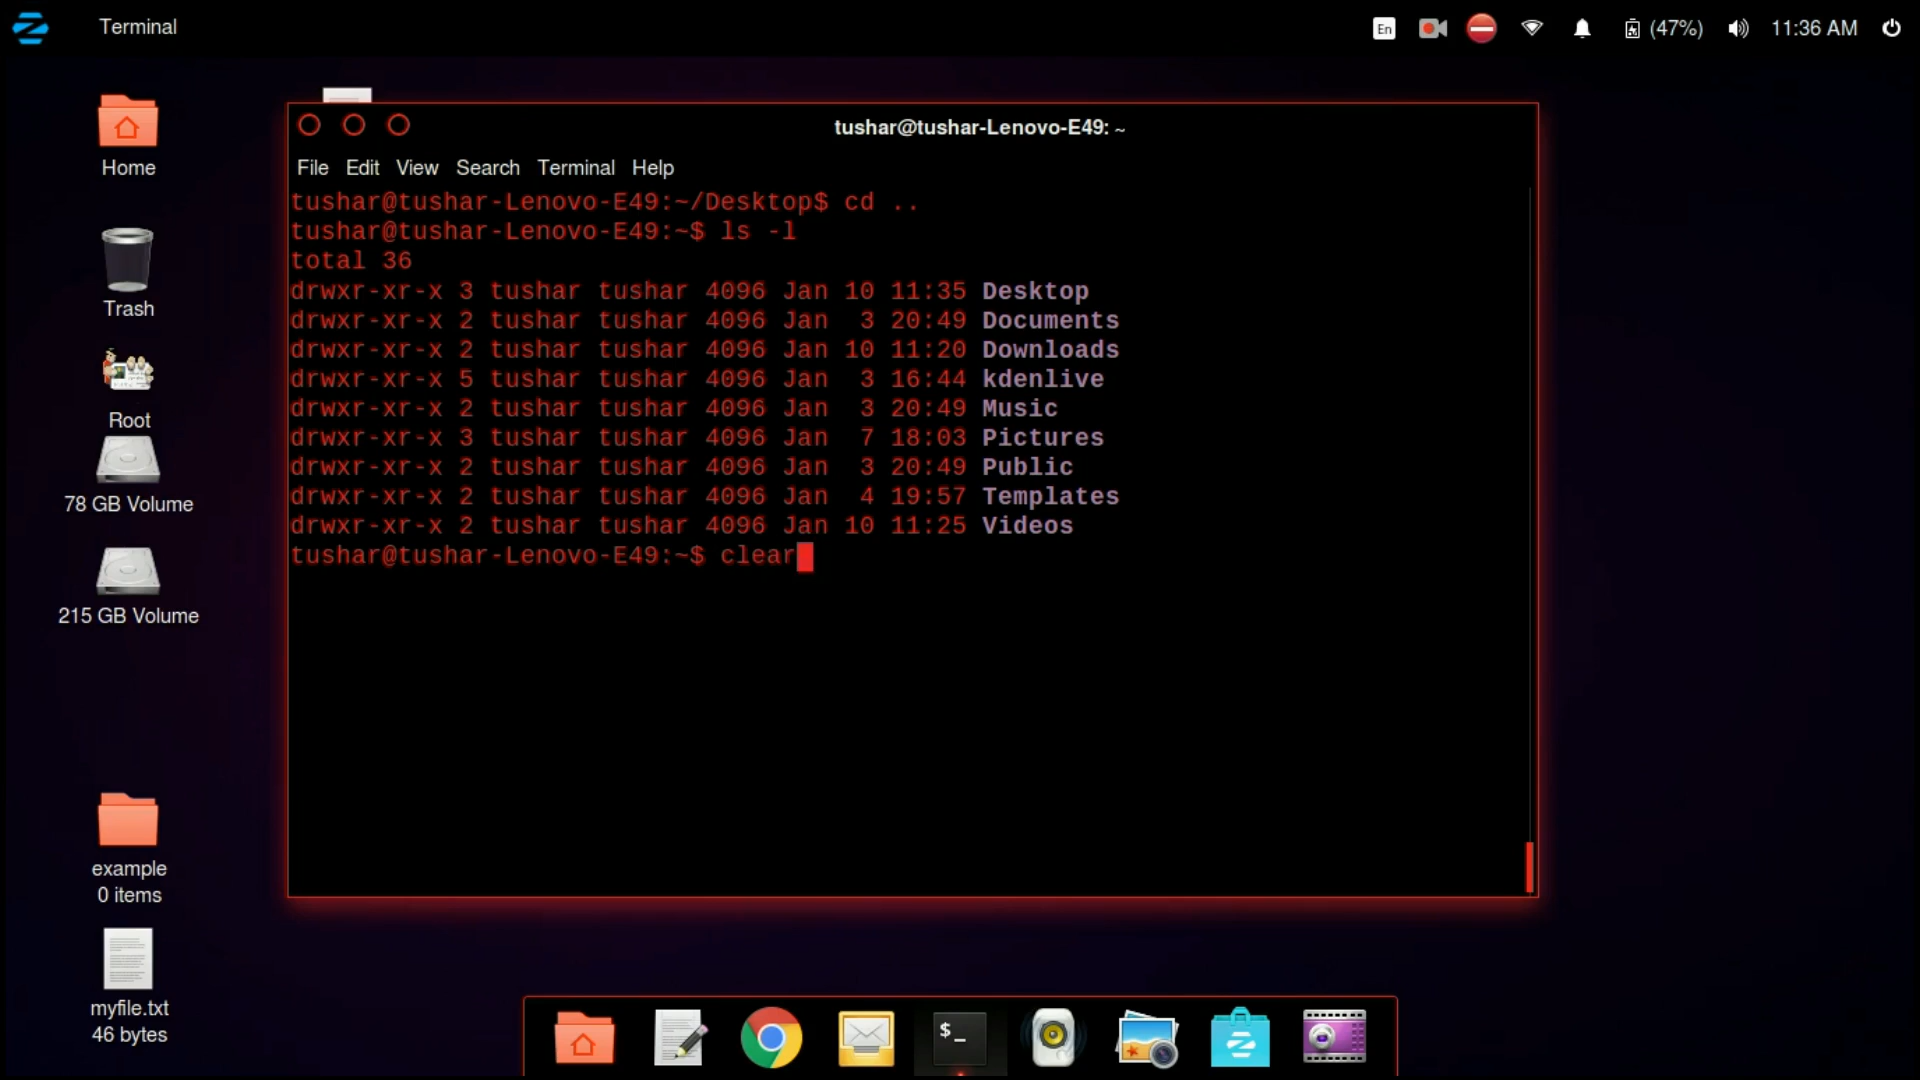 Terminal
En
(47%)
11:36 AM
Home
Trash
Root
78 GB Volume
215 GB Volume
example
0 items
myfile.txt
46 bytes
tushar@tushar-Lenovo-E49: ~
File Edit View Search Terminal Help
tushar@tushar-Lenovo-E49:~/Desktop$ cd ..
tushar@tushar-Lenovo-E49:~$ ls -l
total 36
drwxr-xr-x 3 tushar tushar 4096 Jan 10 11:35 Desktop
drwxr-xr-x 2 tushar tushar 4096 Jan  3 20:49 Documents
drwxr-xr-x 2 tushar tushar 4096 Jan 10 11:20 Downloads
drwxr-xr-x 5 tushar tushar 4096 Jan  3 16:44 kdenlive
drwxr-xr-x 2 tushar tushar 4096 Jan  3 20:49 Music
drwxr-xr-x 3 tushar tushar 4096 Jan  7 18:03 Pictures
drwxr-xr-x 2 tushar tushar 4096 Jan  3 20:49 Public
drwxr-xr-x 2 tushar tushar 4096 Jan  4 19:57 Templates
drwxr-xr-x 2 tushar tushar 4096 Jan 10 11:25 Videos
tushar@tushar-Lenovo-E49:~$ clear
$_